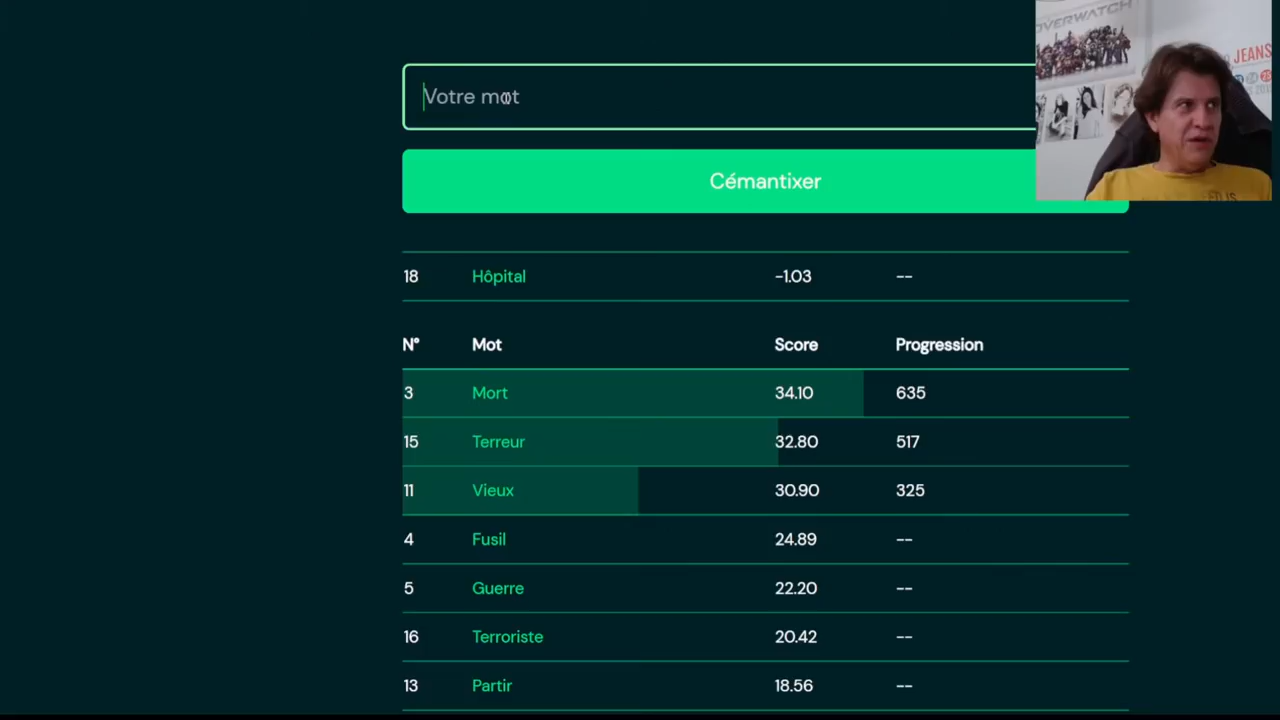 OVERWATCH
JEANS
Votre mot
Cémantixer
18 Hôpital -1.03 --
N° Mot Score Progression
3 Mort 34.10 635
15 Terreur 32.80 517
11 Vieux 30.90 325
4 Fusil 24.89 --
5 Guerre 22.20 --
16 Terroriste 20.42 --
13 Partir 18.56 --